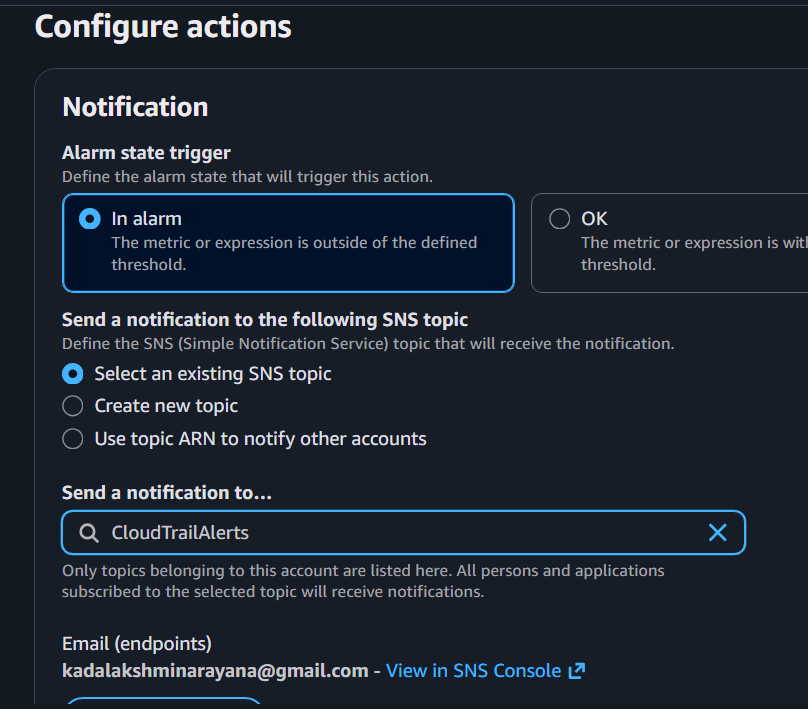 Configure actions
Notification
Alarm state trigger
Define the alarm state that will trigger this action.
In alarm
The metric or expression is outside of the defined
threshold.
OK
The metric or expression is
threshold.
Send a notification to the following SNS topic
Define the SNS (Simple Notification Service) topic that will receive the notification.
Select an existing SNS topic
Create new topic
Use topic ARN to notify other accounts
Send a notification to...
CloudTrailAlerts
Only topics belonging to this account are listed here. All persons and applications
subscribed to the selected topic will receive notifications.
Email (endpoints)
kadalakshminarayana@gmail.com - View in SNS Console